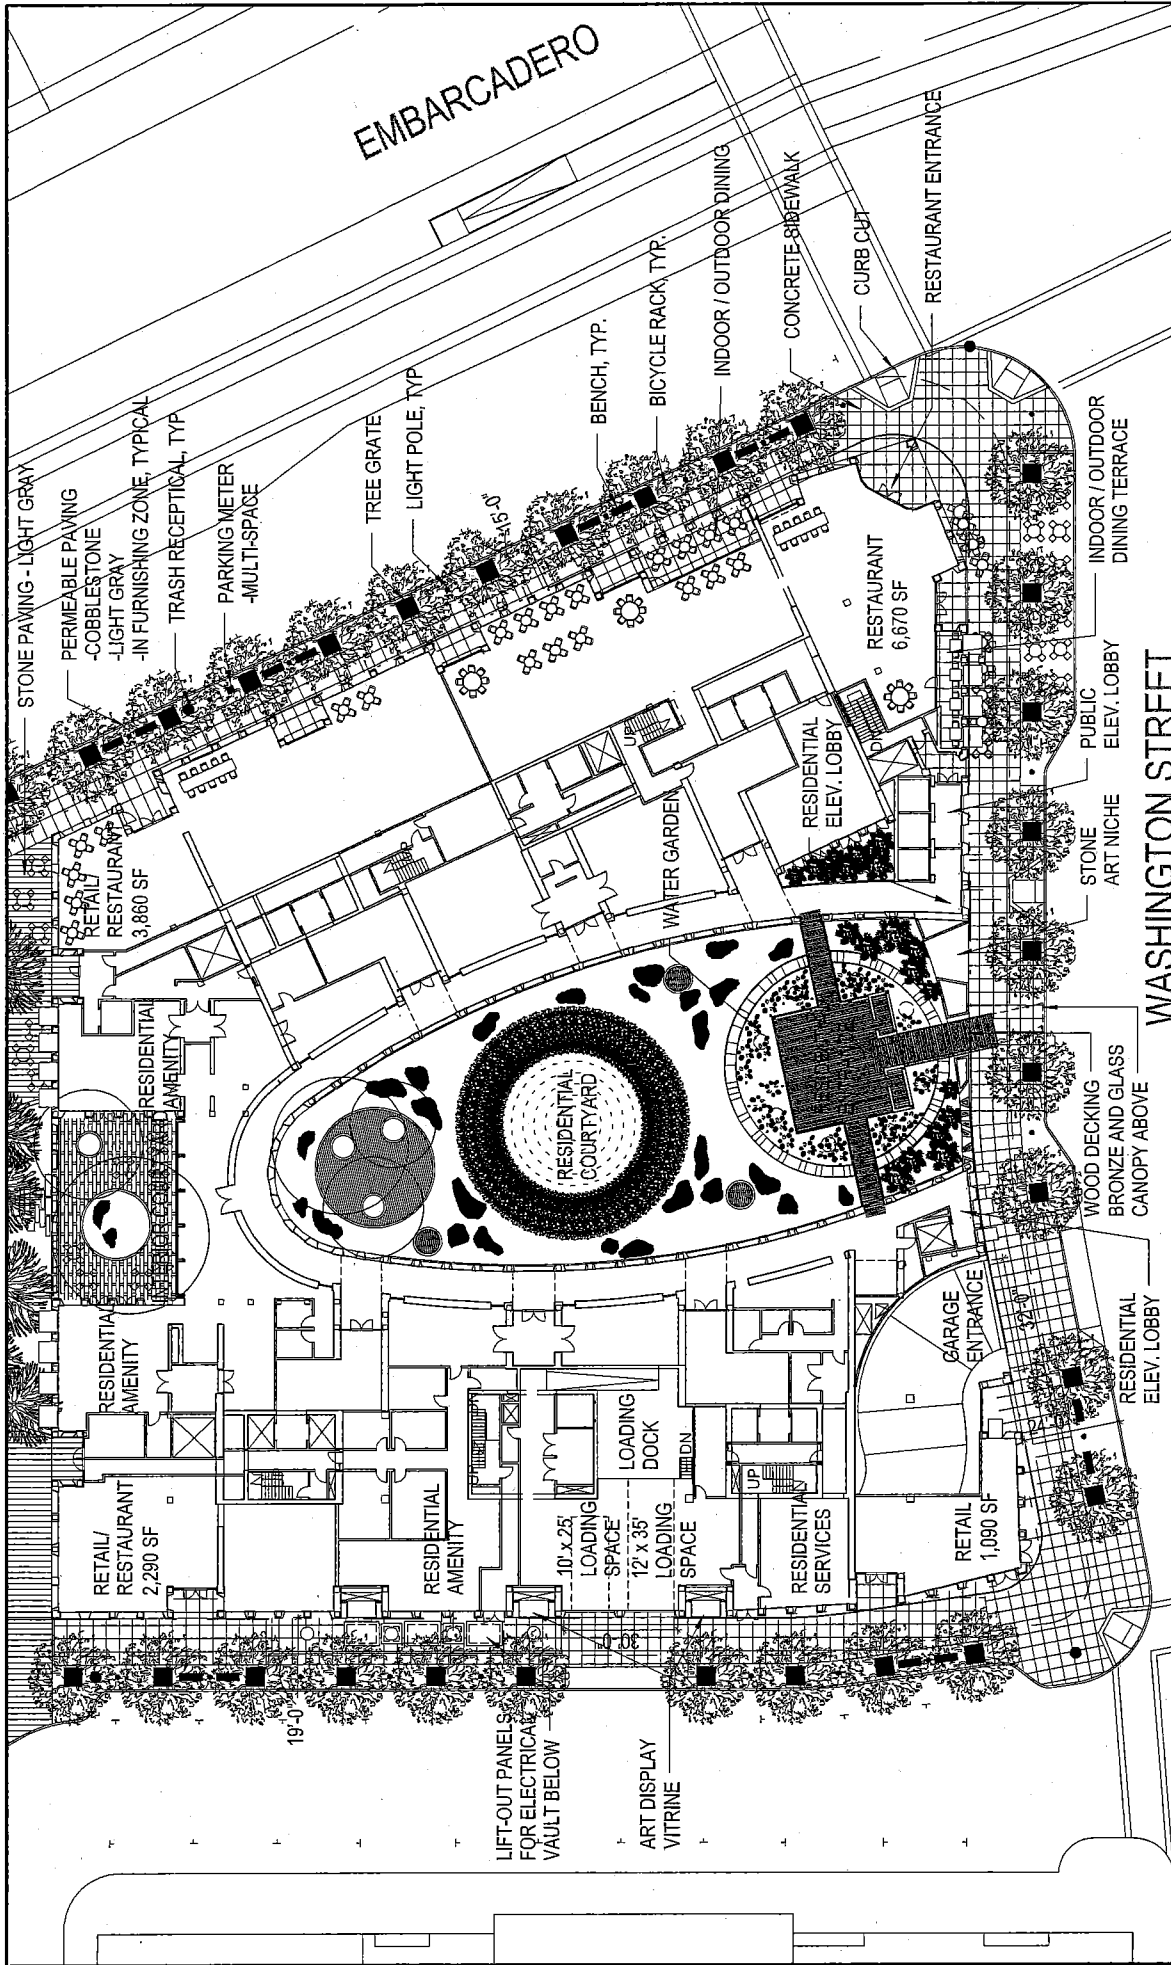 EMBARCADERO
STONE PAVING - LIGHT GRAY
PERMEABLE PAVING
-COBBLESTONE
-LIGHT GRAY
-IN FURNISHING ZONE, TYPICAL
TRASH RECEPTICAL, TYP
PARKING METER
-MULTI-SPACE
TREE GRATE
LIGHT POLE, TYP
15'-0"
BENCH, TYP.
BICYCLE RACK, TYP.
INDOOR / OUTDOOR DINING
CONCRETE SIDEWALK
CURB CUT
RESTAURANT ENTRANCE
RETAIL/
RESTAURANT
3,860 SF
RESTAURANT
6,670 SF
UP
DN
RESIDENTIAL
ELEV. LOBBY
WATER GARDEN
RESIDENTIAL
AMENITY
RESIDENTIAL
COURTYARD
RESIDENTIAL
AMENITY
INDOOR / OUTDOOR
DINING TERRACE
PUBLIC
ELEV. LOBBY
STONE
ART NICHE
WASHINGTON STREET
WOOD DECKING
BRONZE AND GLASS
CANOPY ABOVE
RESIDENTIAL
ELEV. LOBBY
GARAGE
ENTRANCE
32'-0"
RETAIL/
RESTAURANT
2,290 SF
RESIDENTIAL
AMENITY
LOADING
DOCK
DN
UP
10' x 25'
LOADING
SPACE
12' x 35'
LOADING
SPACE
RESIDENTIAL
SERVICES
RETAIL
1,090 SF
30'-0"
19'-0"
LIFT-OUT PANELS
FOR ELECTRICAL
VAULT BELOW
ART DISPLAY
VITRINE